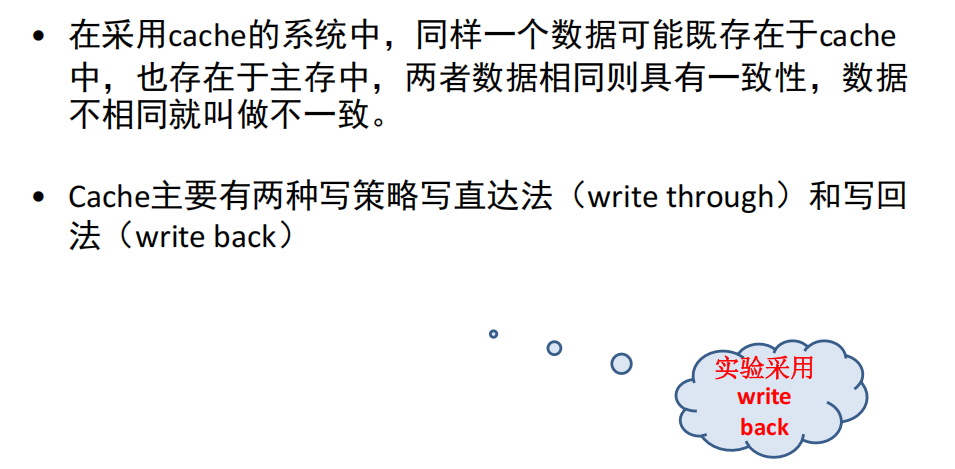 • 在采用cache的系统中，同样一个数据可能既存在于cache
中，也存在于主存中，两者数据相同则具有一致性，数据
不相同就叫做不一致。
• Cache主要有两种写策略写直达法（write through）和写回
法（write back）
实验采用
write
back